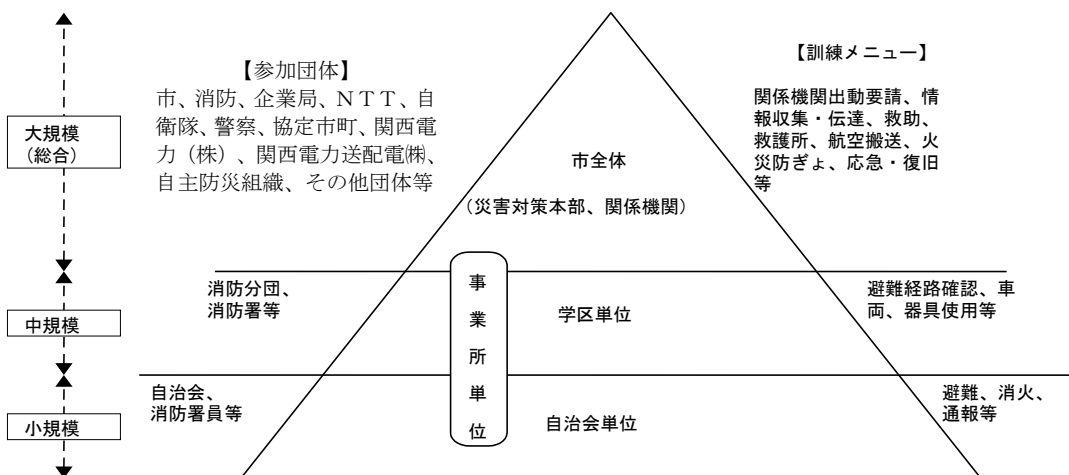 【参加団体】
市、消防、企業局、ＮＴＴ、自
衛隊、警察、協定市町、関西電
力（株）、関西電力送配電㈱、
自主防災組織、その他団体等
【訓練メニュー】
関係機関出動要請、情
報収集・伝達、救助、
救護所、航空搬送、火
災防ぎょ、応急・復旧
等
大規模
（総合）
市全体
（災害対策本部、関係機関）
事業所単位
消防分団、
消防署等
中規模
学区単位
避難経路確認、車
両、器具使用等
自治会、
消防署員等
小規模
自治会単位
避難、消火、
通報等